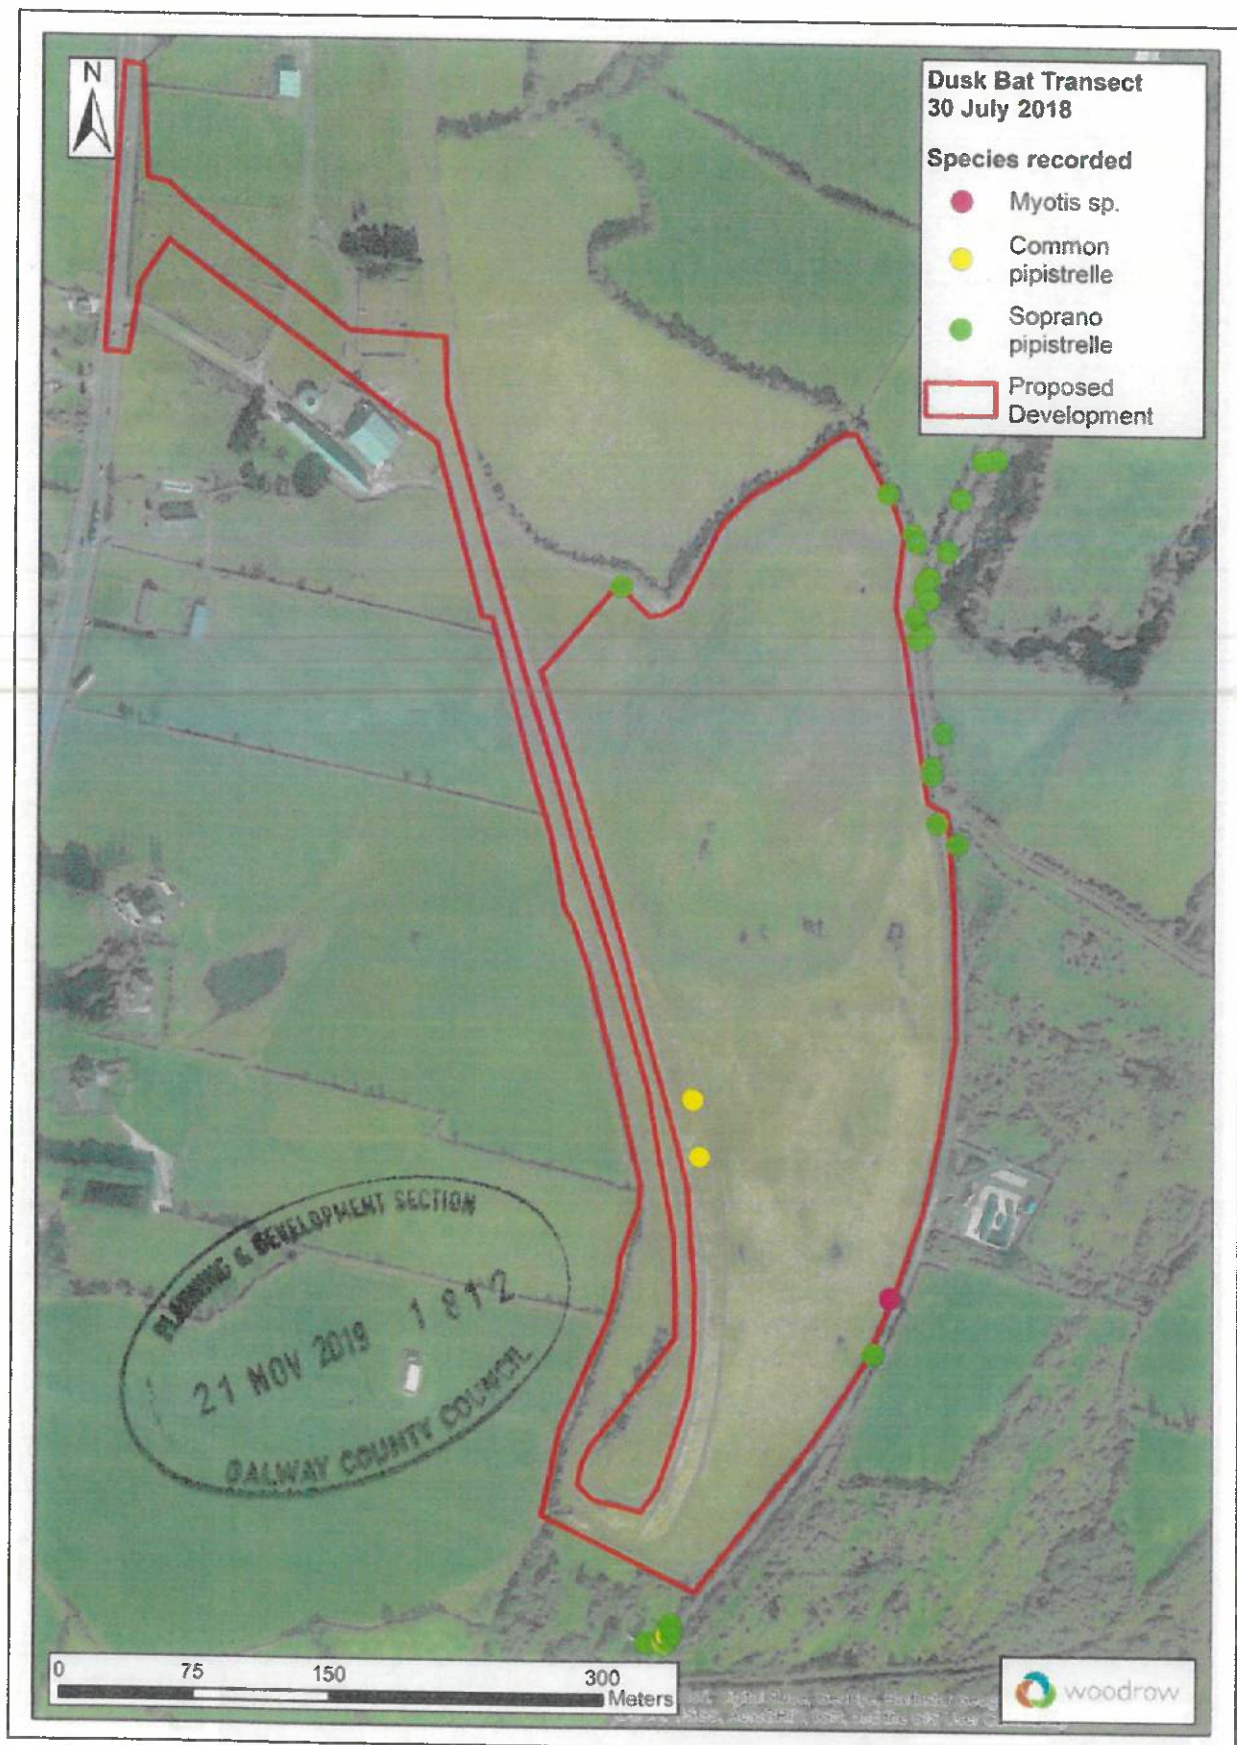 N
Dusk Bat Transect
30 July 2018
Species recorded
Myotis sp.
Common
pipistrelle
Soprano
pipistrelle
Proposed
Development
PLANNING & DEVELOPMENT SECTION
21 NOV 2019 1812
GALWAY COUNTY COUNCIL
0 75 150 300
Meters
woodrow